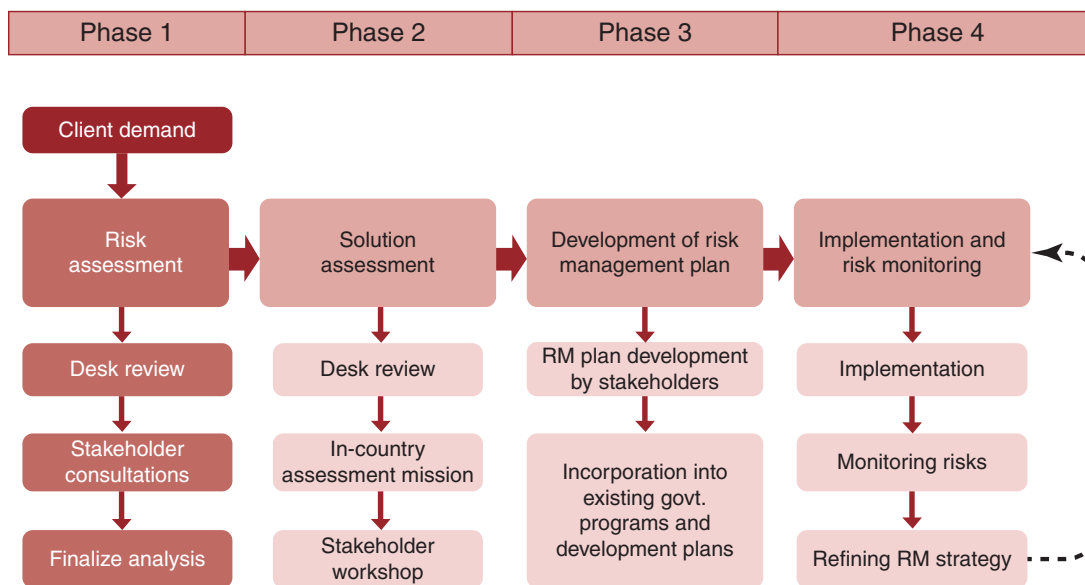 Phase 1
Phase 2
Phase 3
Phase 4
Client demand
Risk
assessment
Solution
assessment
Development of risk
management plan
Implementation and
risk monitoring
Desk review
Stakeholder
consultations
Finalize analysis
Desk review
In-country
assessment mission
Stakeholder
workshop
RM plan development
by stakeholders
Incorporation into
existing govt.
programs and
development plans
Implementation
Monitoring risks
Refining RM strategy